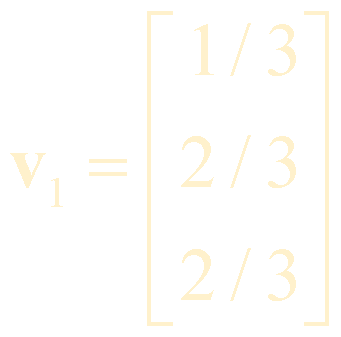 1 / 3
v₁ = [ 2 / 3 ]
2 / 3